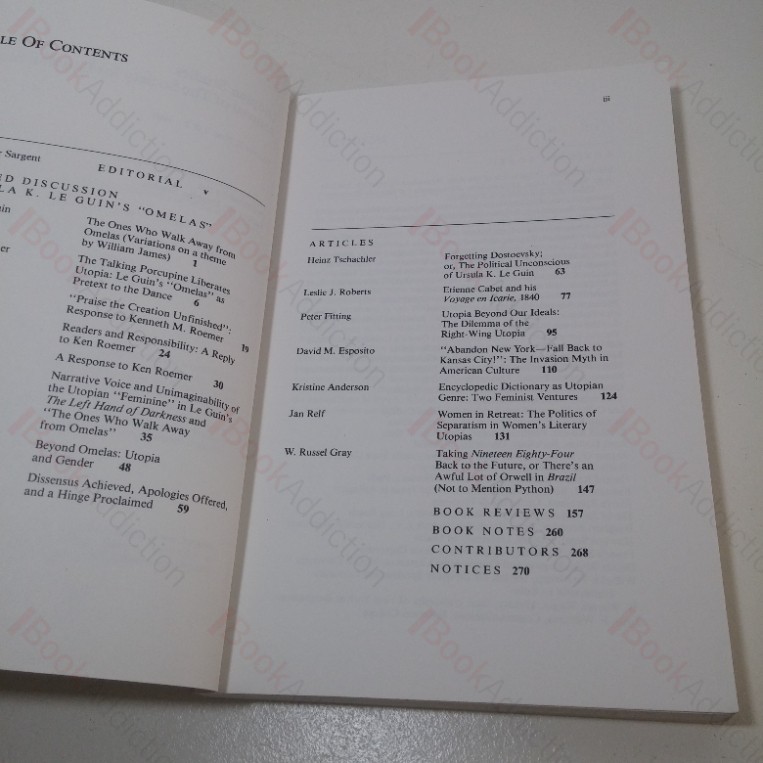 LE OF CONTENTS
Sargent
EDITORIAL v
ED DISCUSSION
LA K. LE GUIN'S "OMELAS"
in
The Ones Who Walk Away from
Omelas (Variations on a theme
by William James) 1
er
The Talking Porcupine Liberates
Utopia: Le Guin's "Omelas" as
Pretext to the Dance 6
"Praise the Creation Unfinished":
Response to Kenneth M. Roemer 19
Readers and Responsibility: A Reply
to Ken Roemer 24
A Response to Ken Roemer 30
Narrative Voice and Unimaginability of
the Utopian "Feminine" in Le Guin's
The Left Hand of Darkness and
"The Ones Who Walk Away
from Omelas" 35
Beyond Omelas: Utopia
and Gender 48
Dissensus Achieved, Apologies Offered,
and a Hinge Proclaimed 59
iii
ARTICLES
Heinz Tschachler
Forgetting Dostoevsky;
or, The Political Unconscious
of Ursula K. Le Guin 63
Leslie J. Roberts
Etienne Cabet and his
Voyage en Icarie, 1840 77
Peter Fitting
Utopia Beyond Our Ideals:
The Dilemma of the
Right-Wing Utopia 95
David M. Esposito
"Abandon New York—Fall Back to
Kansas City!": The Invasion Myth in
American Culture 110
Kristine Anderson
Encyclopedic Dictionary as Utopian
Genre: Two Feminist Ventures 124
Jan Relf
Women in Retreat: The Politics of
Separatism in Women's Literary
Utopias 131
W. Russel Gray
Taking Nineteen Eighty-Four
Back to the Future, or There's an
Awful Lot of Orwell in Brazil
(Not to Mention Python) 147
BOOK REVIEWS 157
BOOK NOTES 260
CONTRIBUTORS 268
NOTICES 270
BookAddiction